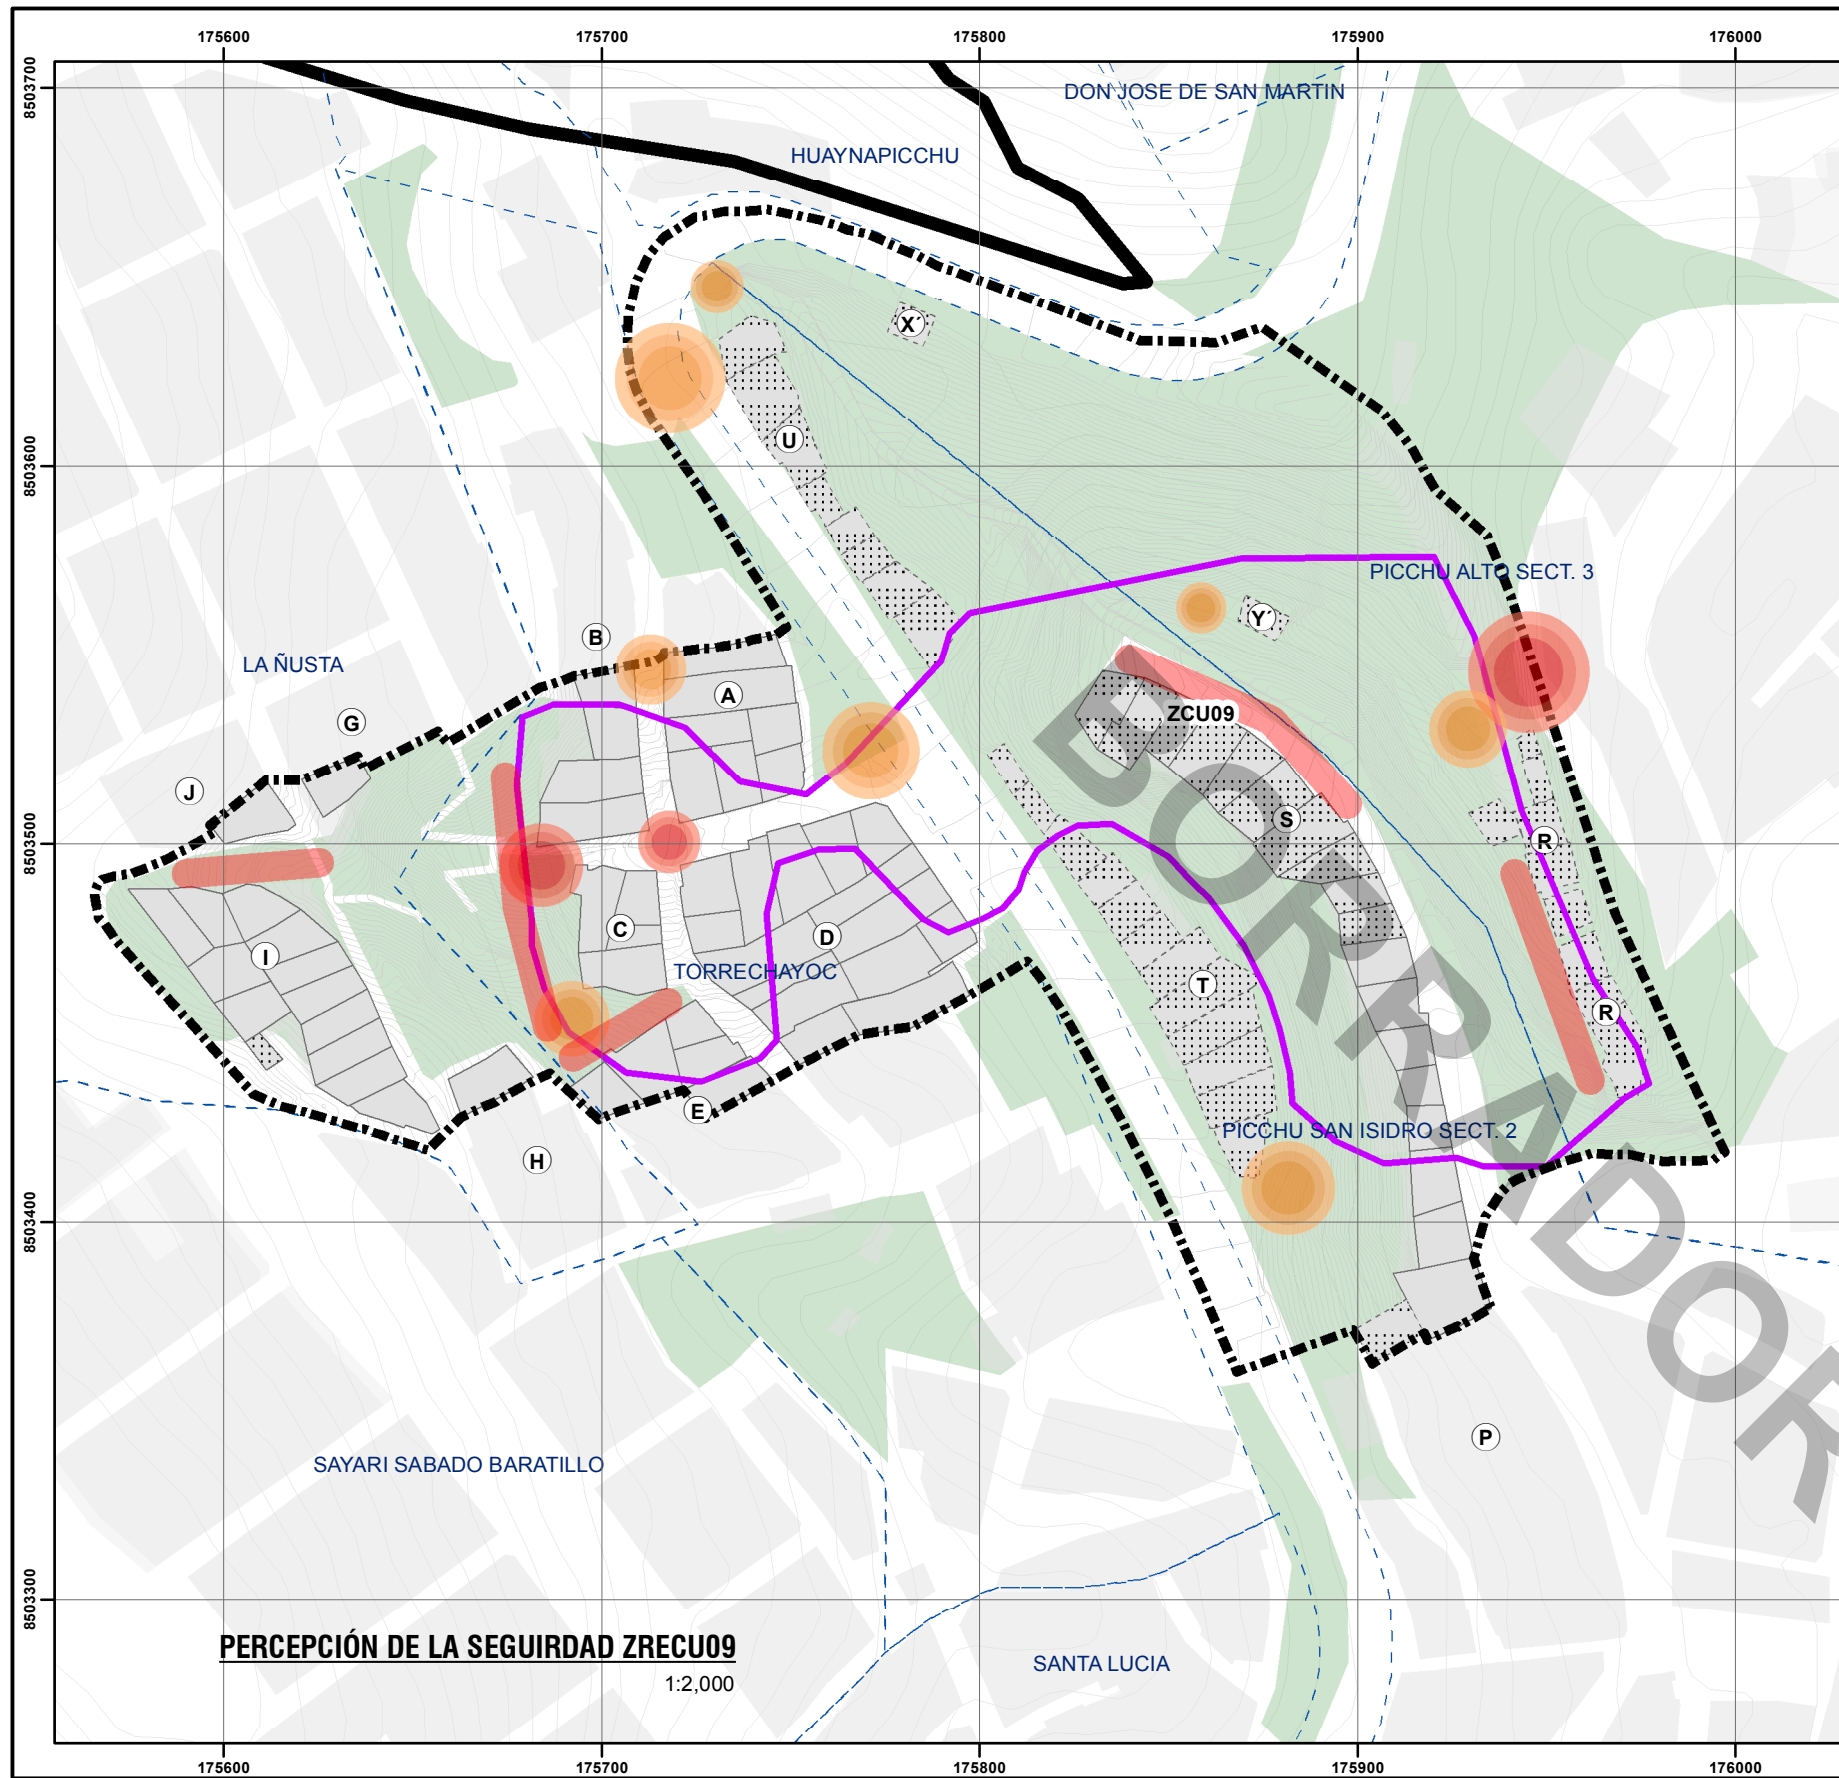 175600
175700
175800
175900
176000
8503700
8503600
8503500
8503400
8503300
DON JOSE DE SAN MARTIN
HUAYNAPICCHU
X´
U
PICCHU ALTO SECT. 3
Y´
B
LA ÑUSTA
A
G
ZCU09
J
S
R
C
D
I
TORRECHAYOC
T
R
E
PICCHU SAN ISIDRO SECT. 2
H
BORRADOR
P
SAYARI SABADO BARATILLO
SANTA LUCIA
PERCEPCIÓN DE LA SEGUIRDAD ZRECU09
1:2,000
175600
175700
175800
175900
176000